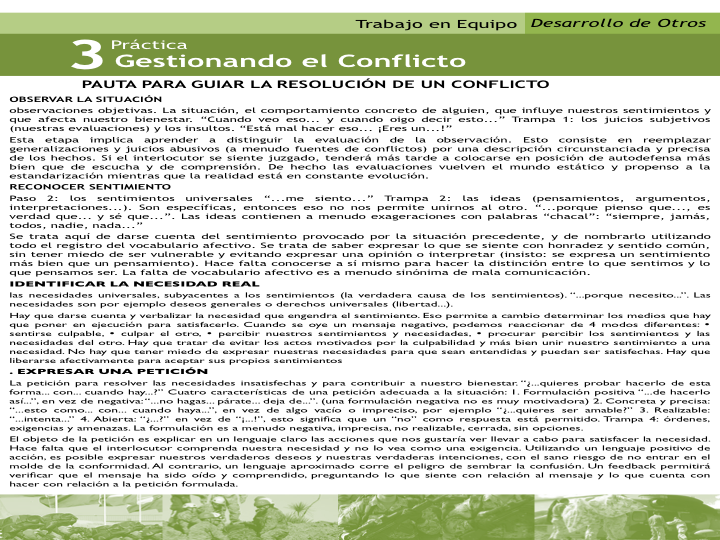 Trabajo en Equipo Desarrollo de Otros
3 Práctica
Gestionando el Conflicto
PAUTA PARA GUIAR LA RESOLUCIÓN DE UN CONFLICTO
OBSERVAR LA SITUACIÓN
observaciones objetivas. La situación, el comportamiento concreto de alguien, que influye nuestros sentimientos y
que afecta nuestro bienestar. “Cuando veo eso... y cuando oigo decir esto...” Trampa 1: los juicios subjetivos
(nuestras evaluaciones) y los insultos. “Está mal hacer eso... ¡Eres un...!”
Esta etapa implica aprender a distinguir la evaluación de la observación. Esto consiste en reemplazar
generalizaciones y juicios abusivos (a menudo fuentes de conflictos) por una descripción circunstanciada y precisa
de los hechos. Si el interlocutor se siente juzgado, tenderá más tarde a colocarse en posición de autodefensa más
bien que de escucha y de comprensión. De hecho las evaluaciones vuelven el mundo estático y propenso a la
estandarización mientras que la realidad está en constante evolución.
RECONOCER SENTIMIENTO
Paso 2: los sentimientos universales “...me siento...” Trampa 2: las ideas (pensamientos, argumentos,
interpretaciones...). Son específicas, entonces eso no nos permite unirnos al otro. “...porque pienso que..., es
verdad que... y sé que...”. Las ideas contienen a menudo exageraciones con palabras “chacal”: “siempre, jamás,
todos, nadie, nada...”
Se trata aquí de darse cuenta del sentimiento provocado por la situación precedente, y de nombrarlo utilizando
todo el registro del vocabulario afectivo. Se trata de saber expresar lo que se siente con honradez y sentido común,
sin tener miedo de ser vulnerable y evitando expresar una opinión o interpretar (insisto: se expresa un sentimiento
más bien que un pensamiento). Hace falta conocerse a si mismo para hacer la distinción entre lo que sentimos y lo
que pensamos ser. La falta de vocabulario afectivo es a menudo sinónima de mala comunicación.
IDENTIFICAR LA NECESIDAD REAL
las necesidades universales, subyacentes a los sentimientos (la verdadera causa de los sentimientos). “...porque necesito...”. Las
necesidades son por ejemplo deseos generales o derechos universales (libertad...).
Hay que darse cuenta y verbalizar la necesidad que engendra el sentimiento. Eso permite a cambio determinar los medios que hay
que poner en ejecución para satisfacerlo. Cuando se oye un mensaje negativo, podemos reaccionar de 4 modos diferentes: •
sentirse culpable, • culpar el otro, • percibir nuestros sentimientos y necesidades, • procurar percibir los sentimientos y las
necesidades del otro. Hay que tratar de evitar los actos motivados por la culpabilidad y más bien unir nuestro sentimiento a una
necesidad. No hay que tener miedo de expresar nuestras necesidades para que sean entendidas y puedan ser satisfechas. Hay que
liberarse afectivamente para aceptar sus propios sentimientos
. EXPRESAR UNA PETICIÓN
La petición para resolver las necesidades insatisfechas y para contribuir a nuestro bienestar. “¿...quieres probar hacerlo de esta
forma... con... cuando hay...?” Cuatro características de una petición adecuada a la situación: 1. Formulación positiva “...de hacerlo
así...”, en vez de negativa: “...no hagas... párate... deja de...”. (una negativa no es muy motivadora) 2. Concreta y precisa:
“...esto como... con... cuando haya...”, en vez de algo vacío o impreciso, por ejemplo “¿...quieres ser amable?” 3. Realizable:
“...intenta...” 4. Abierta: “¿...?” en vez de “¡...!”, esto significa que un “no” como respuesta está permitido. Trampa 4: órdenes,
exigencias y amenazas. La formulación es a menudo negativa, imprecisa, no realizable, cerrada, sin opciones.
El objeto de la petición es explicar en un lenguaje claro las acciones que nos gustaría ver llevar a cabo para satisfacer la necesidad.
Hace falta que el interlocutor comprenda nuestra necesidad y no lo vea como una exigencia. Utilizando un lenguaje positivo de
acción, es posible expresar nuestros verdaderos deseos y nuestras verdaderas intenciones, con el sano riesgo de no entrar en el
molde de la conformidad. Al contrario, un lenguaje aproximado corre el peligro de sembrar la confusión. Un feedback permitirá
verificar que el mensaje ha sido oído y comprendido, preguntando lo que siente con relación al mensaje y lo que cuenta con
hacer con relación a la petición formulada.